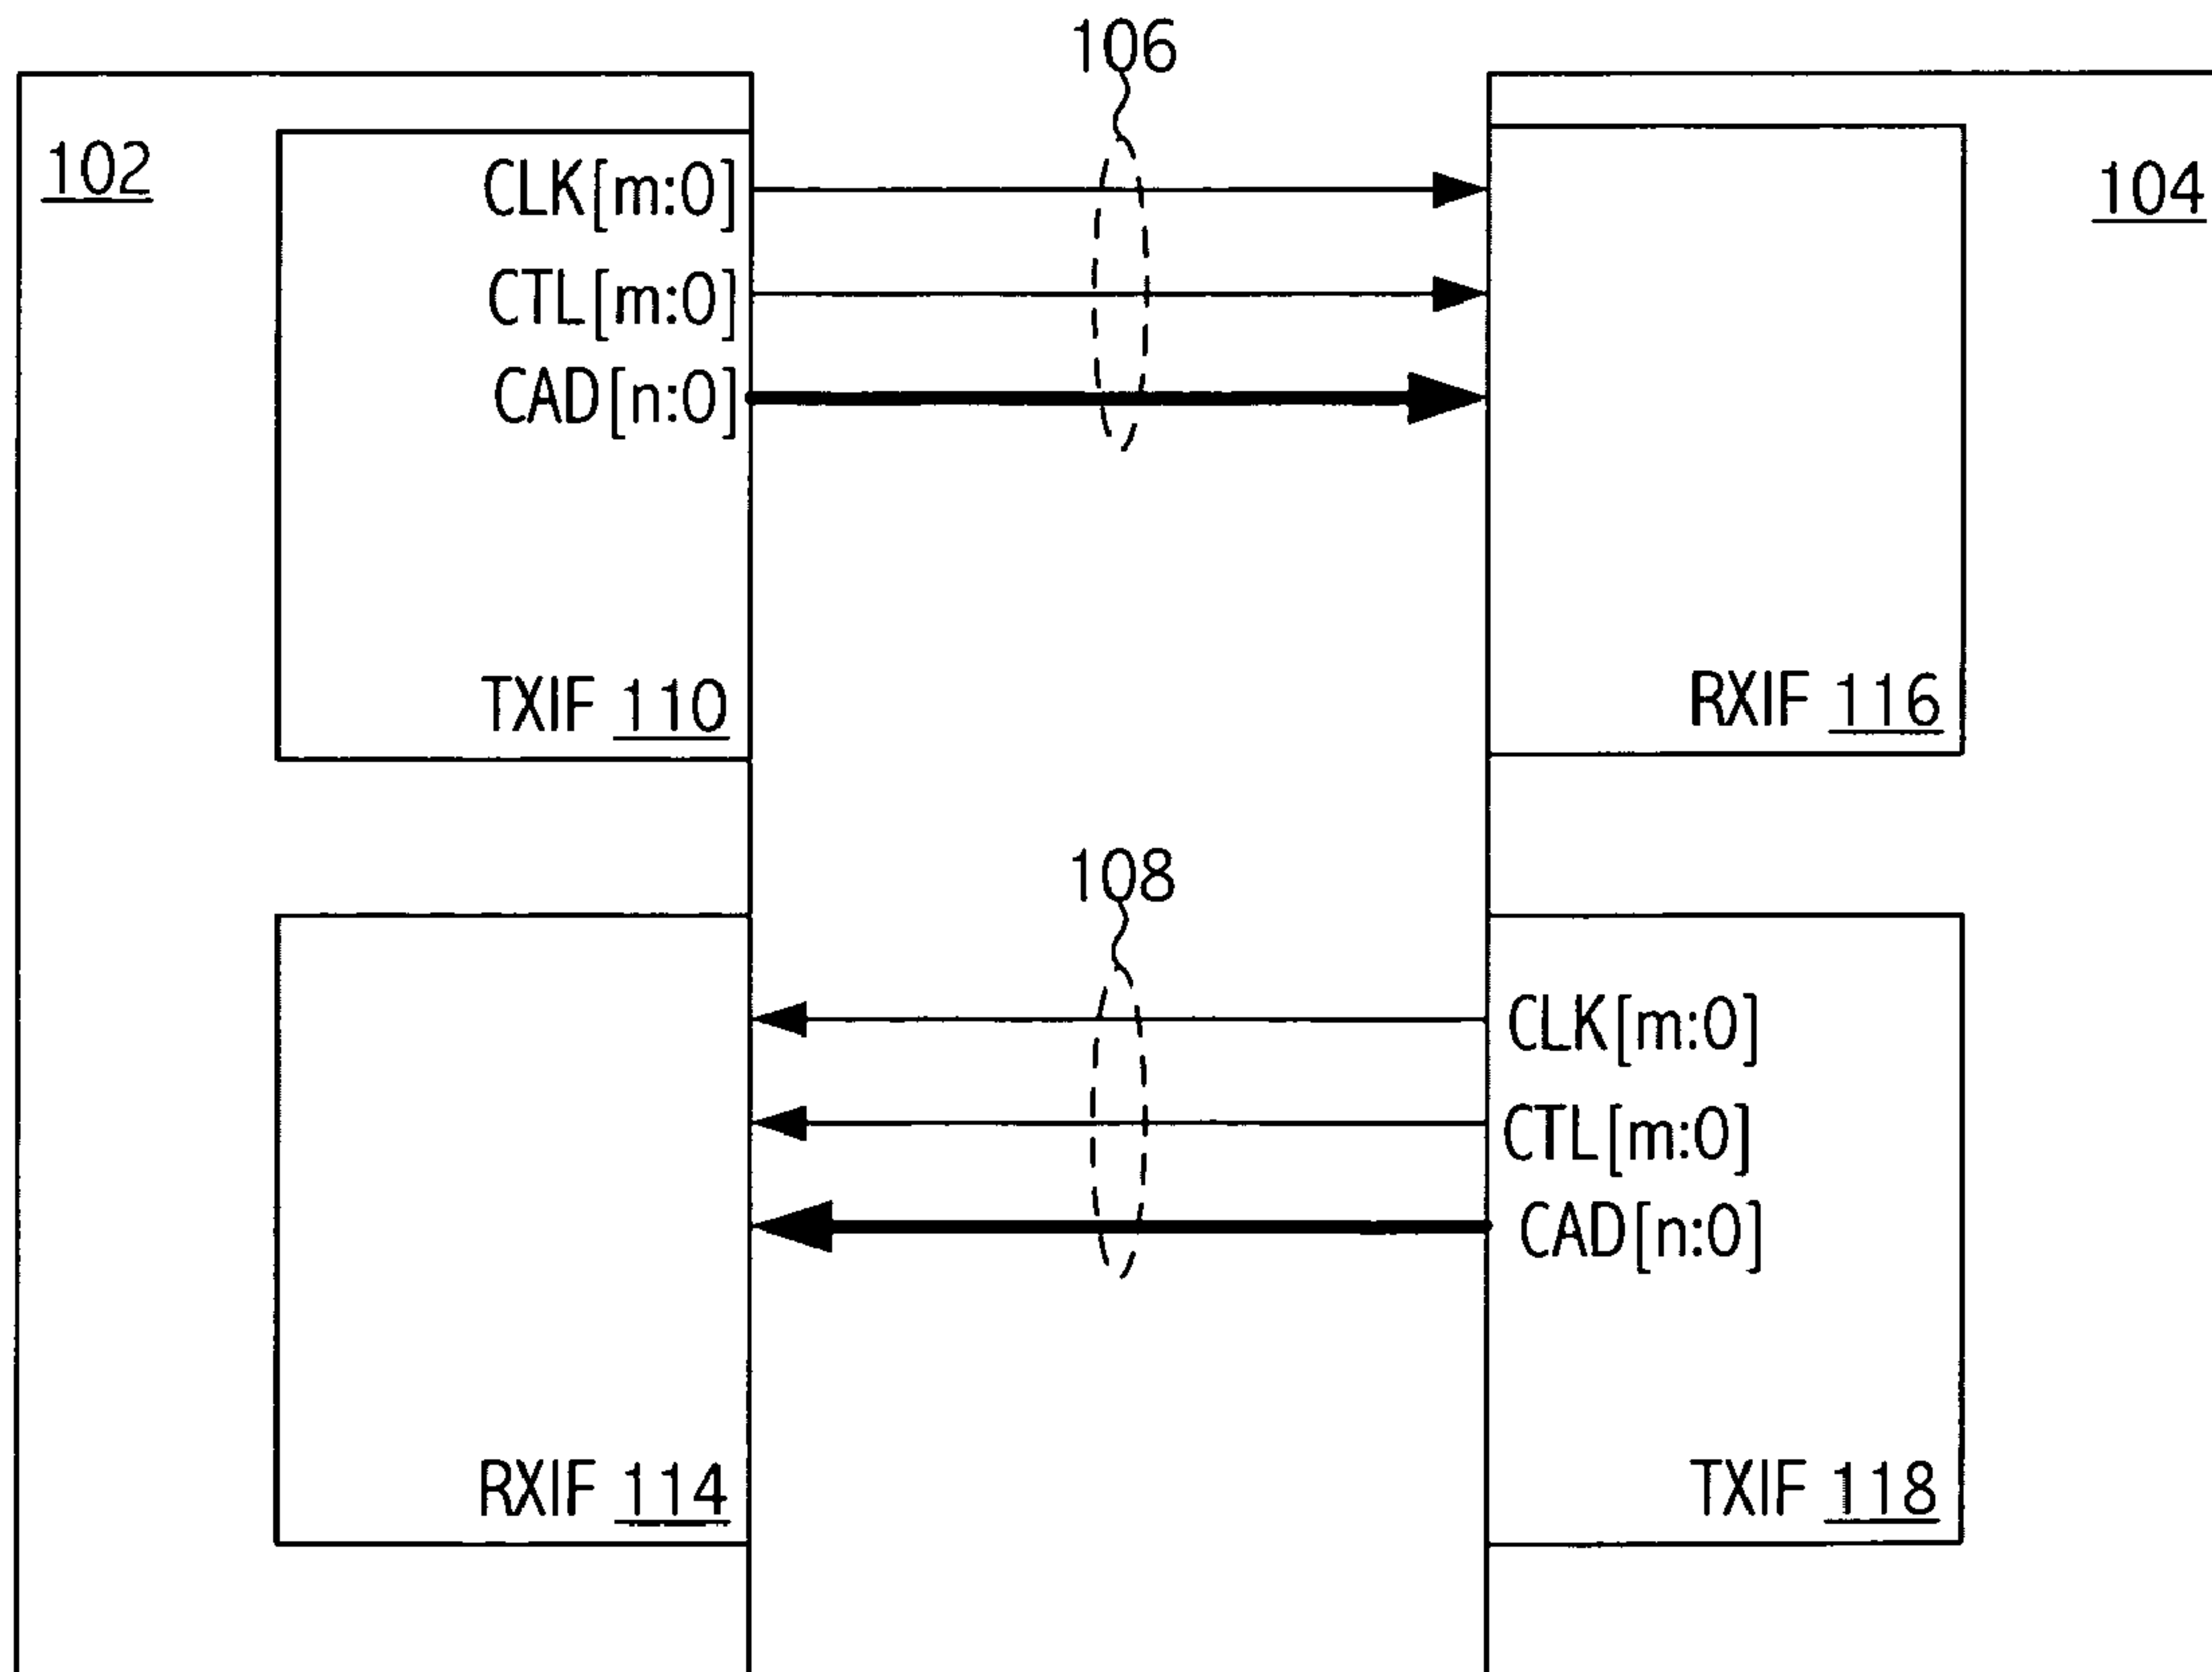 106
102
104
CLK[m:0]
CTL[m:0]
CAD[n:0]
TXIF 110
RXIF 116
108
CLK[m:0]
CTL[m:0]
CAD[n:0]
RXIF 114
TXIF 118